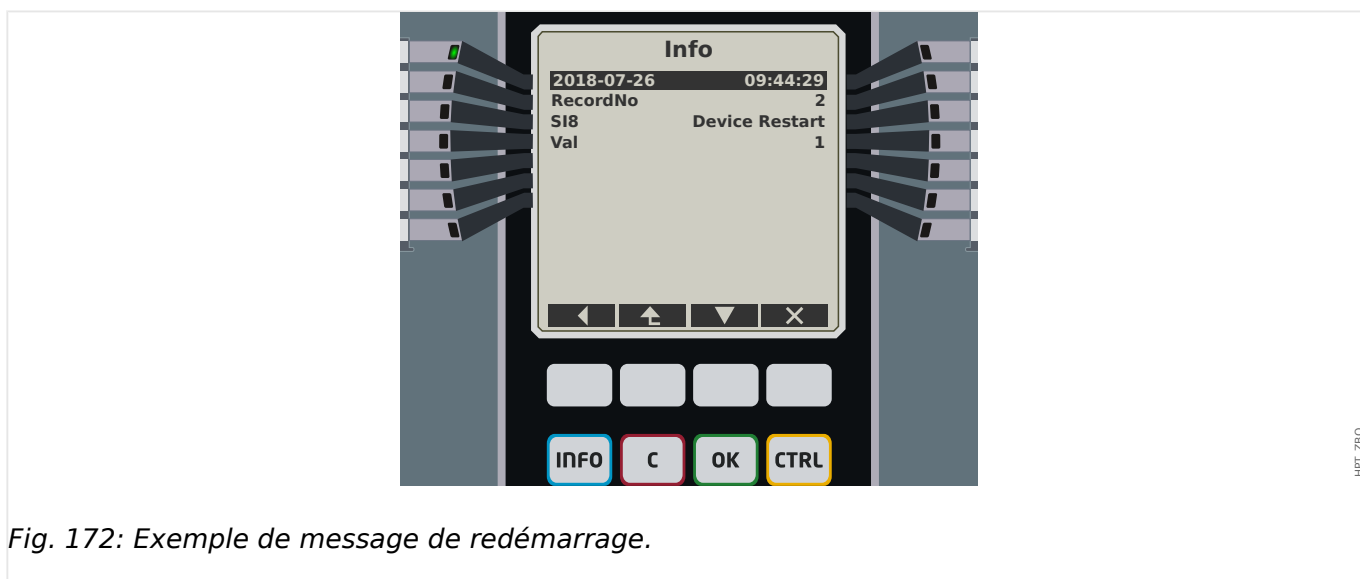 Info
2018-07-26 09:44:29
RecordNo 2
SI8 Device Restart
Val 1
INFO C OK CTRL
HPT_ZBO
Fig. 172: Exemple de message de redémarrage.